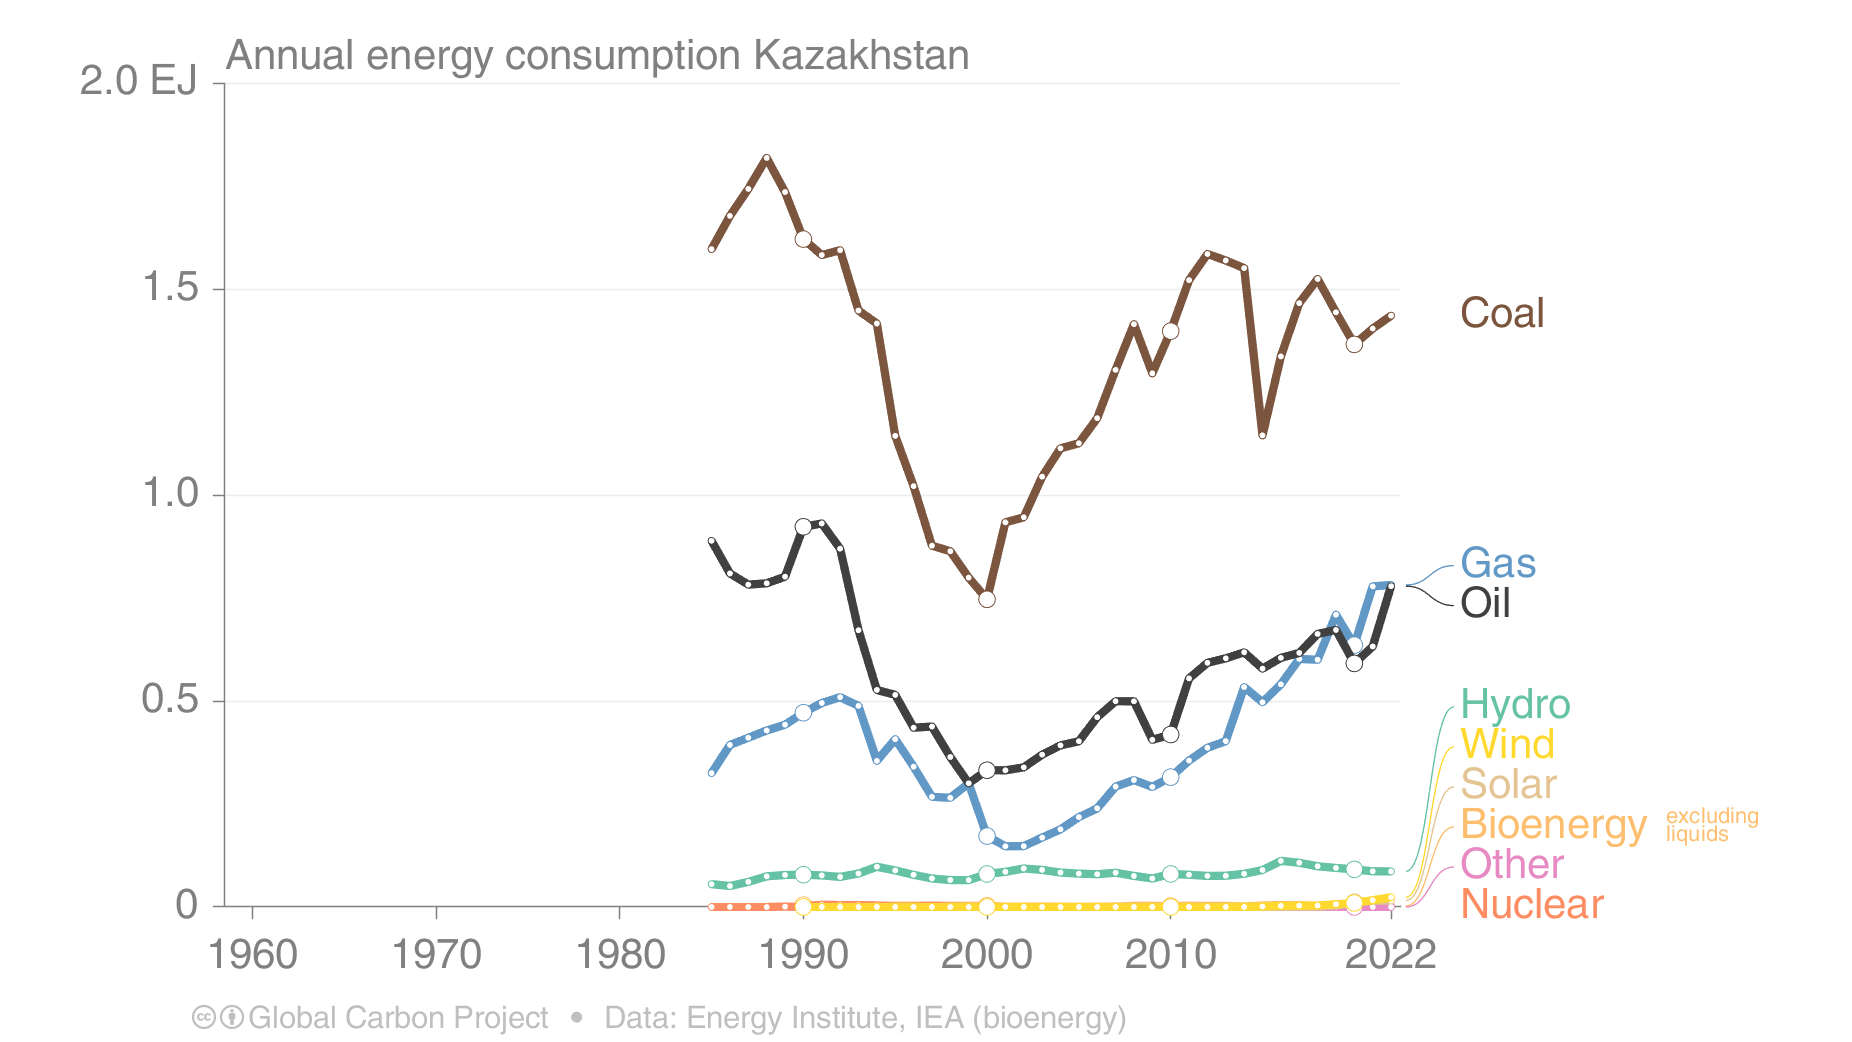 Annual energy consumption Kazakhstan
2.0 EJ
1.5
1.0
0.5
0
1960 1970 1980 1990 2000 2010 2022
Coal
Gas
Oil
Hydro
Wind
Solar
Bioenergy excluding liquids
Other
Nuclear
cc Global Carbon Project • Data: Energy Institute, IEA (bioenergy)